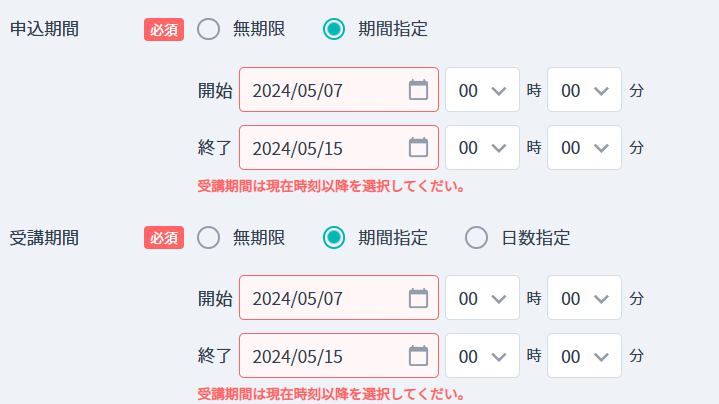 申込期間 必須 無期限 期間指定
開始 2024/05/07 00 時 00 分
終了 2024/05/15 00 時 00 分
受講期間は現在時刻以降を選択してくだい。
受講期間 必須 無期限 期間指定 日数指定
開始 2024/05/07 00 時 00 分
終了 2024/05/15 00 時 00 分
受講期間は現在時刻以降を選択してくだい。